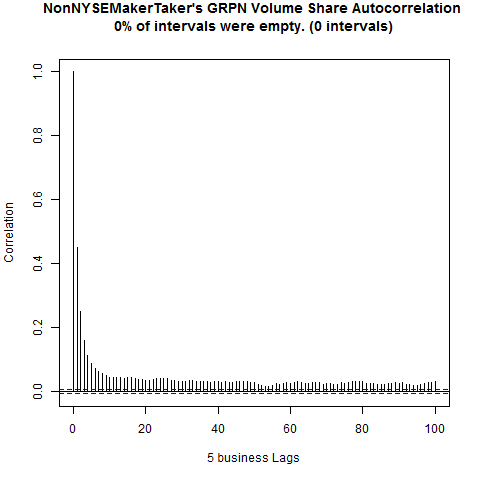 NonNYSEMakerTaker's GRPN Volume Share Autocorrelation
0% of intervals were empty. (0 intervals)
1.0
0.8
0.6
0.4
0.2
0.0
Correlation
0 20 40 60 80 100
5 business Lags